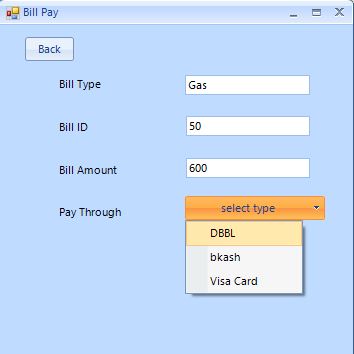 Bill Pay
Back
Bill Type Gas
Bill ID 50
Bill Amount 600
Pay Through select type
DBBL
bkash
Visa Card